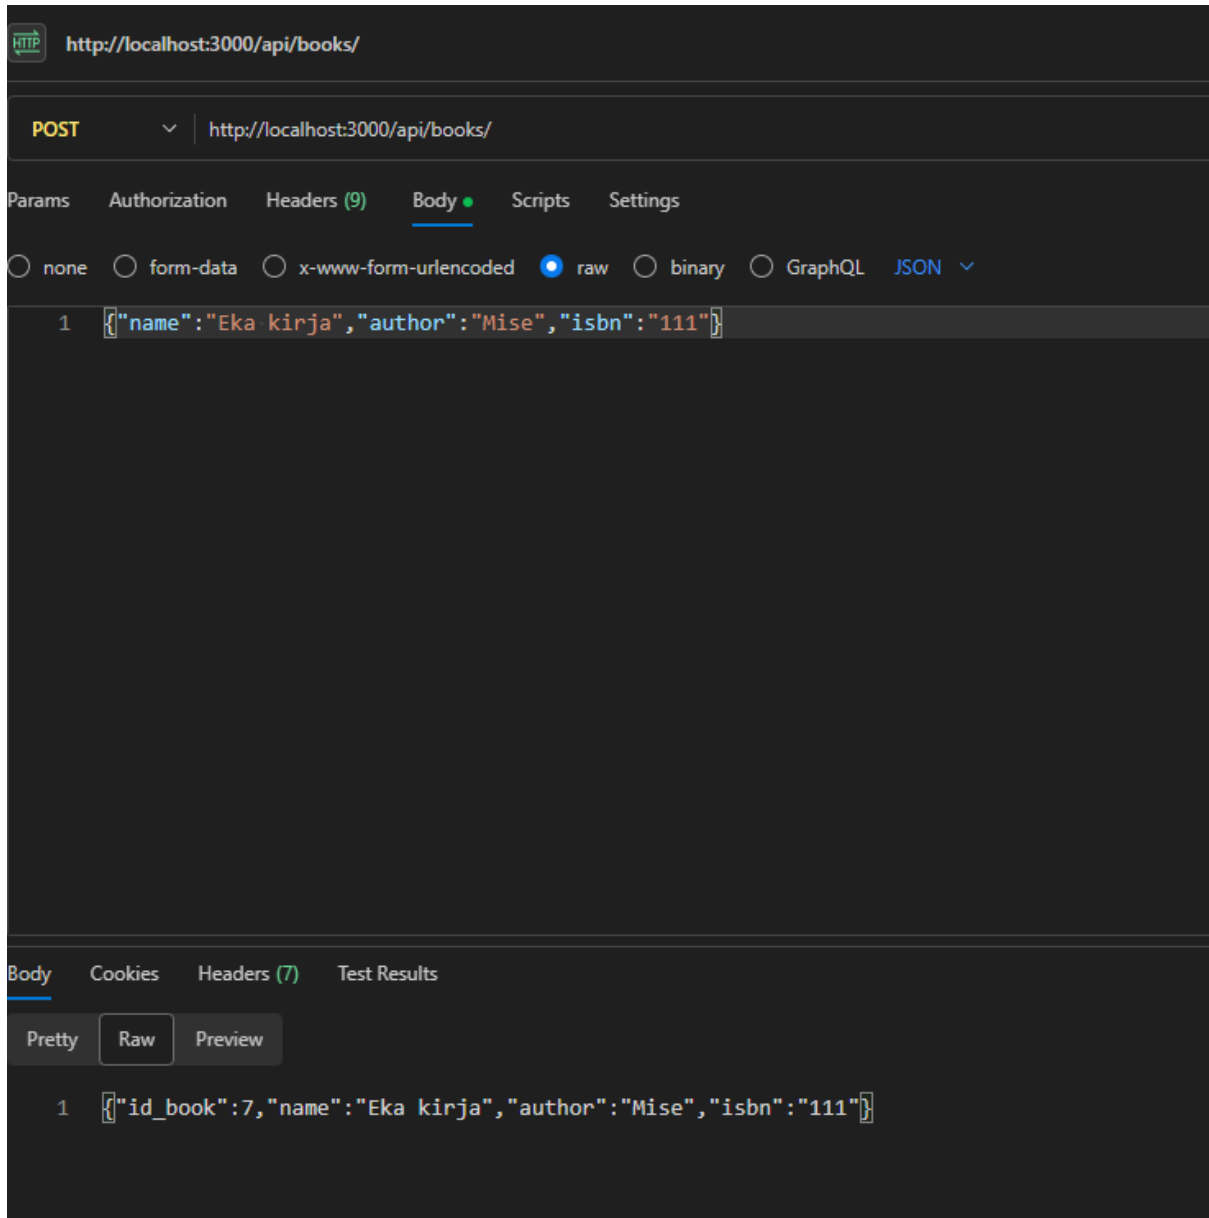 HTTP http://localhost:3000/api/books/
POST http://localhost:3000/api/books/
Params Authorization Headers (9) Body Scripts Settings
none form-data x-www-form-urlencoded raw binary GraphQL JSON
1 {"name":"Eka kirja","author":"Mise","isbn":"111"}
Body Cookies Headers (7) Test Results
Pretty Raw Preview
1 {"id_book":7,"name":"Eka kirja","author":"Mise","isbn":"111"}